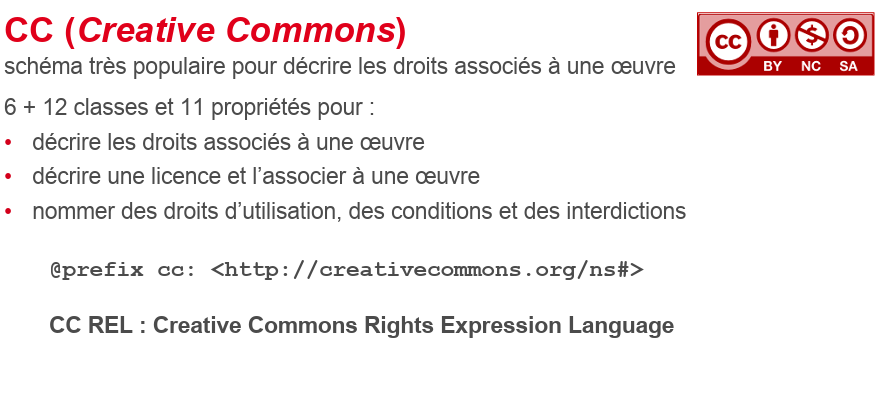 CC (Creative Commons)
cc
BY NC SA
schéma très populaire pour décrire les droits associés à une œuvre
6 + 12 classes et 11 propriétés pour :
• décrire les droits associés à une œuvre
• décrire une licence et l’associer à une œuvre
• nommer des droits d’utilisation, des conditions et des interdictions
@prefix cc: <http://creativecommons.org/ns#>
CC REL : Creative Commons Rights Expression Language